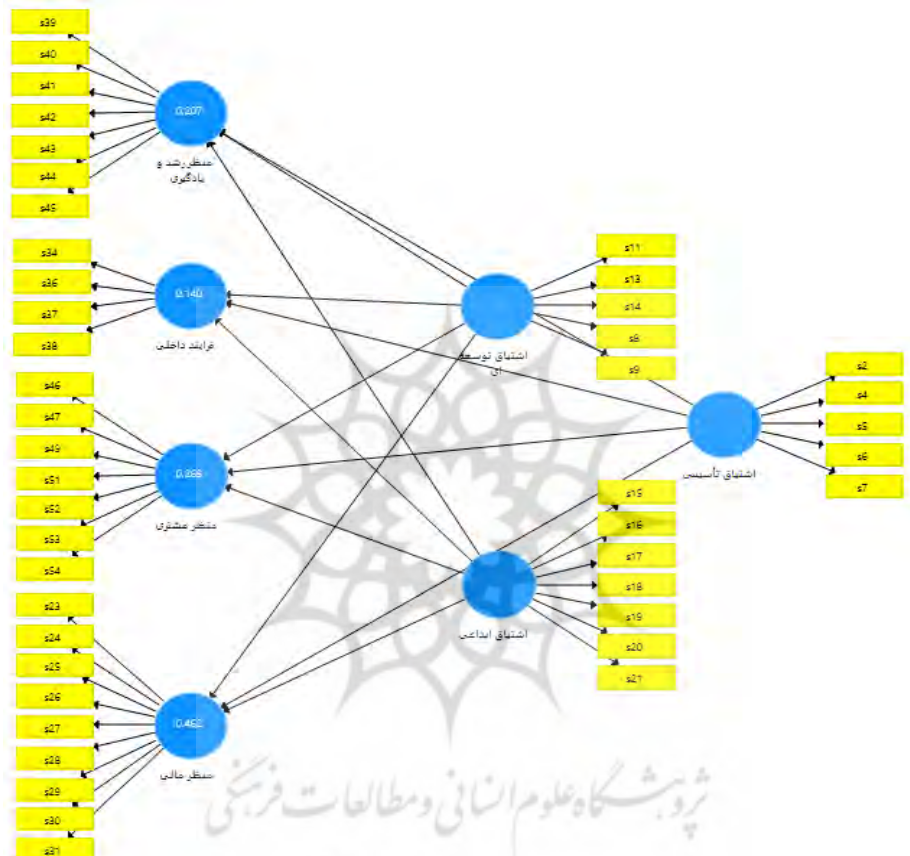 s39
s40
s41
s42
s43
s44
s45
0.207
منظر رشد و
یادگیری
s34
s36
s37
s38
0.140
فرایند داخلی
s46
s47
s49
s51
s52
s53
s54
منظر مشتری
s23
s24
s25
s26
s27
s28
s29
s30
s31
0.462
منظر مالی
s11
s13
s14
s8
s9
اشتیاق توسعه
ای
s2
s4
s5
s6
s7
اشتیاق تأسیسی
s15
s16
s17
s18
s19
s20
s21
اشتیاق ابداعی
پژوهشگاه علوم انسانی و مطالعات فرهنگی